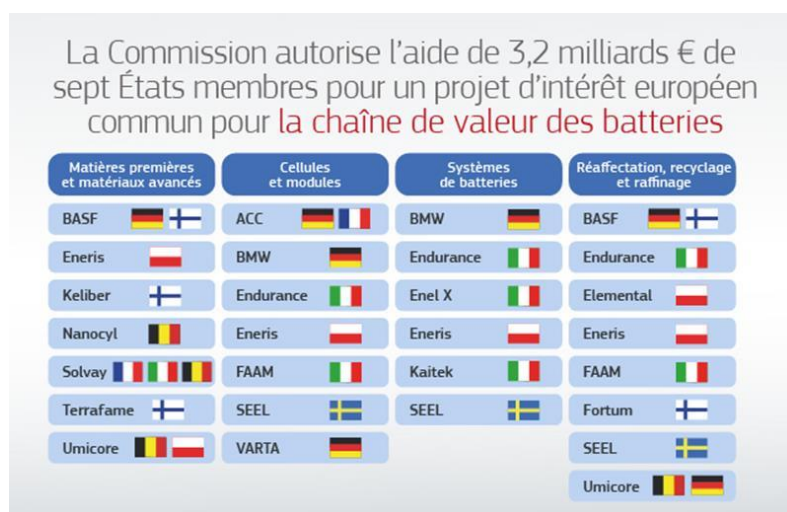 La Commission autorise l'aide de 3,2 milliards € de
sept États membres pour un projet d'intérêt européen
commun pour la chaîne de valeur des batteries
Matières premières
et matériaux avancés
BASF
Eneris
Keliber
Nanocyl
Solvay
Terrafame
Umicore
Cellules
et modules
ACC
BMW
Endurance
Eneris
FAAM
SEEL
VARTA
Systèmes
de batteries
BMW
Endurance
Enel X
Eneris
Kaitek
SEEL
Réaffectation, recyclage
et raffinage
BASF
Endurance
Elemental
Eneris
FAAM
Fortum
SEEL
Umicore